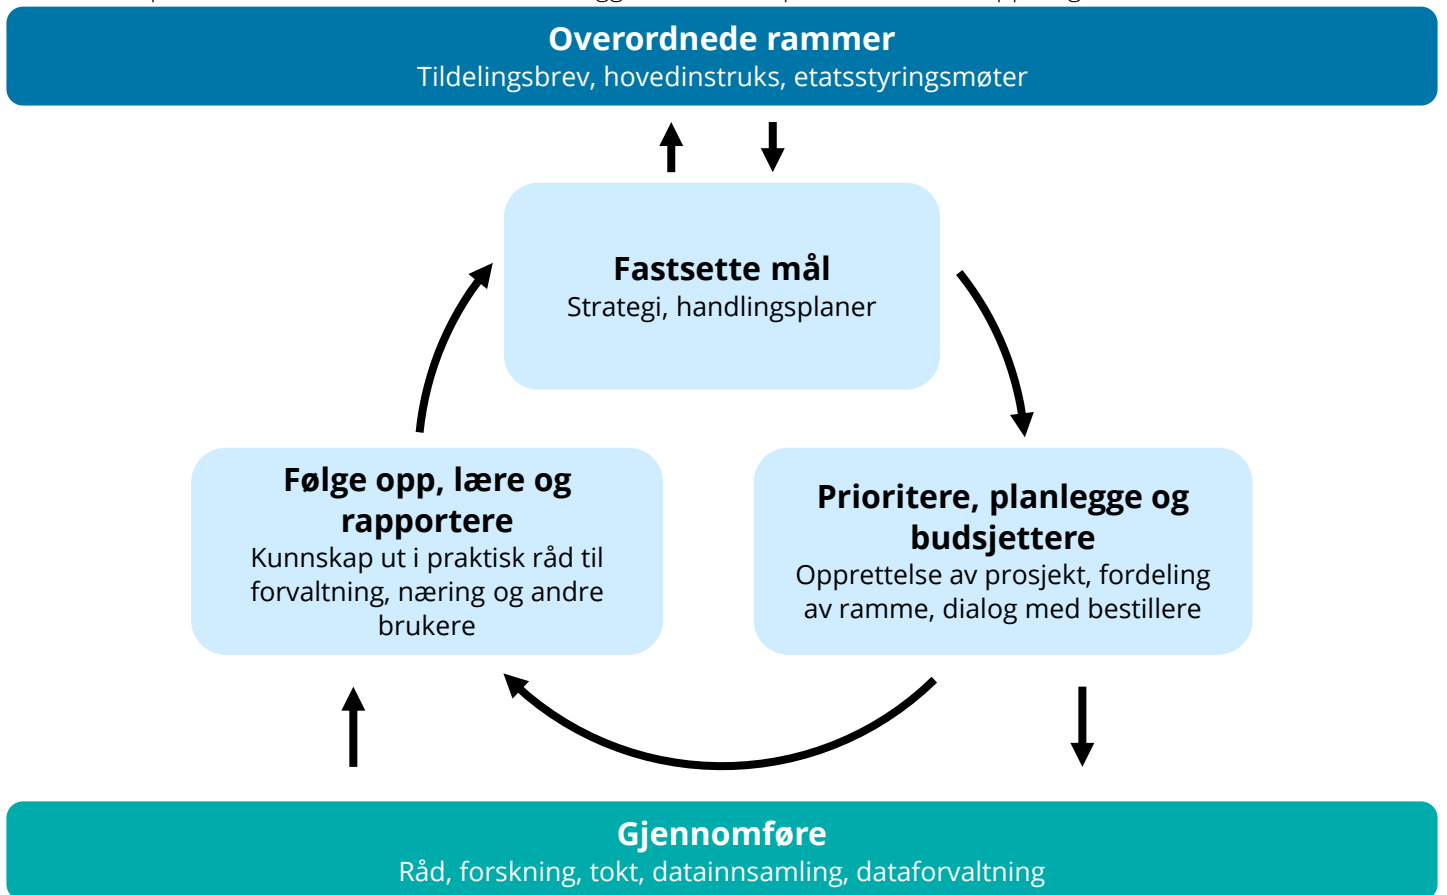 Overordnede rammer
Tildelingsbrev, hovedinstruks, etatsstyringsmøter
Fastsette mål
Strategi, handlingsplaner
Følge opp, lære og
rapportere
Kunnskap ut i praktisk råd til
forvaltning, næring og andre
brukere
Prioritere, planlegge og
budsjettere
Opprettelse av prosjekt, fordeling
av ramme, dialog med bestillere
Gjennomføre
Råd, forskning, tokt, datainnsamling, dataforvaltning